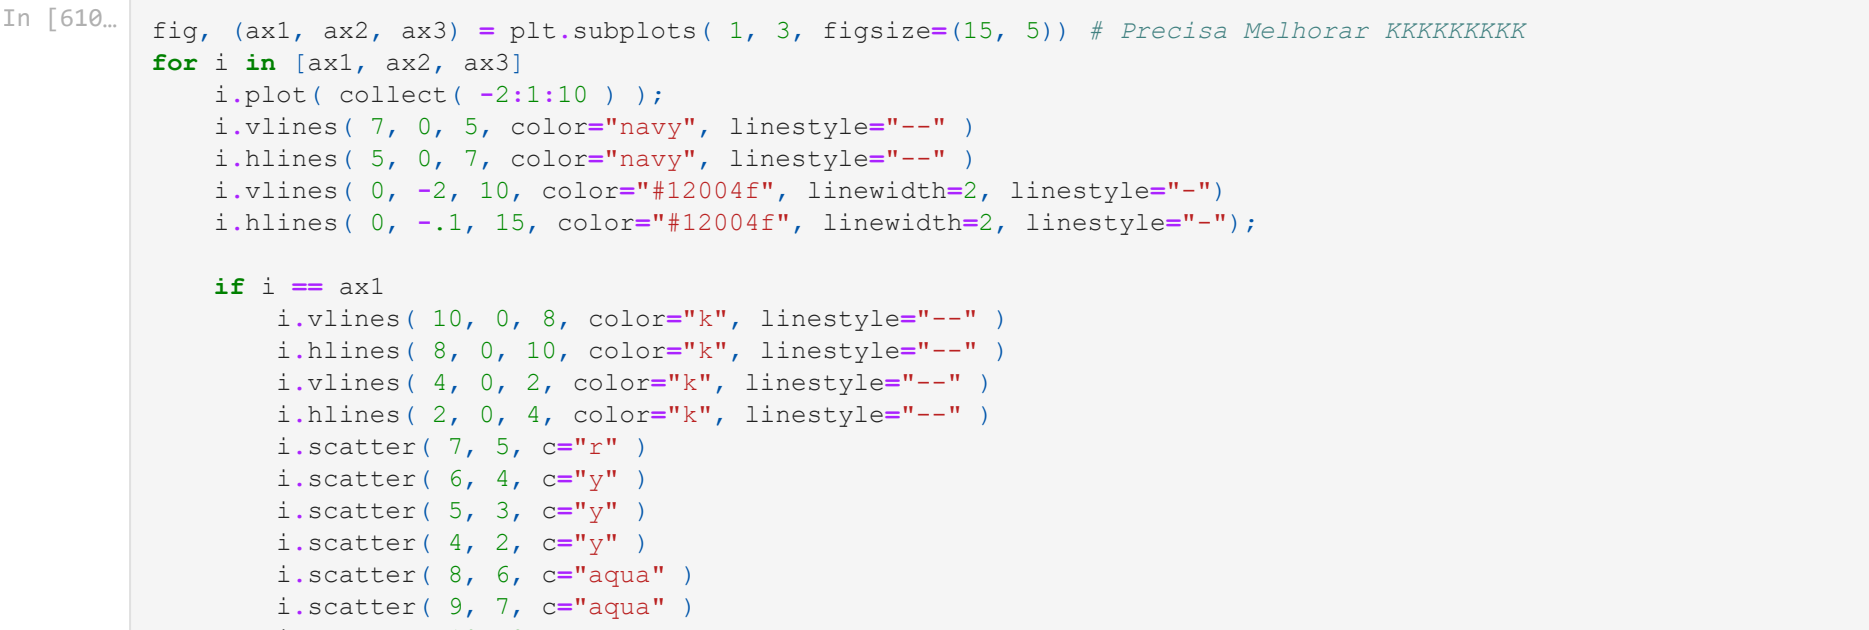 In [610…
fig, (ax1, ax2, ax3) = plt.subplots( 1, 3, figsize=(15, 5)) # Precisa Melhorar KKKKKKKKK
for i in [ax1, ax2, ax3]
    i.plot( collect( -2:1:10 ) );
    i.vlines( 7, 0, 5, color="navy", linestyle="--" )
    i.hlines( 5, 0, 7, color="navy", linestyle="--" )
    i.vlines( 0, -2, 10, color="#12004f", linewidth=2, linestyle="-")
    i.hlines( 0, -.1, 15, color="#12004f", linewidth=2, linestyle="-");
    if i == ax1
        i.vlines( 10, 0, 8, color="k", linestyle="--" )
        i.hlines( 8, 0, 10, color="k", linestyle="--" )
        i.vlines( 4, 0, 2, color="k", linestyle="--" )
        i.hlines( 2, 0, 4, color="k", linestyle="--" )
        i.scatter( 7, 5, c="r" )
        i.scatter( 6, 4, c="y" )
        i.scatter( 5, 3, c="y" )
        i.scatter( 4, 2, c="y" )
        i.scatter( 8, 6, c="aqua" )
        i.scatter( 9, 7, c="aqua" )